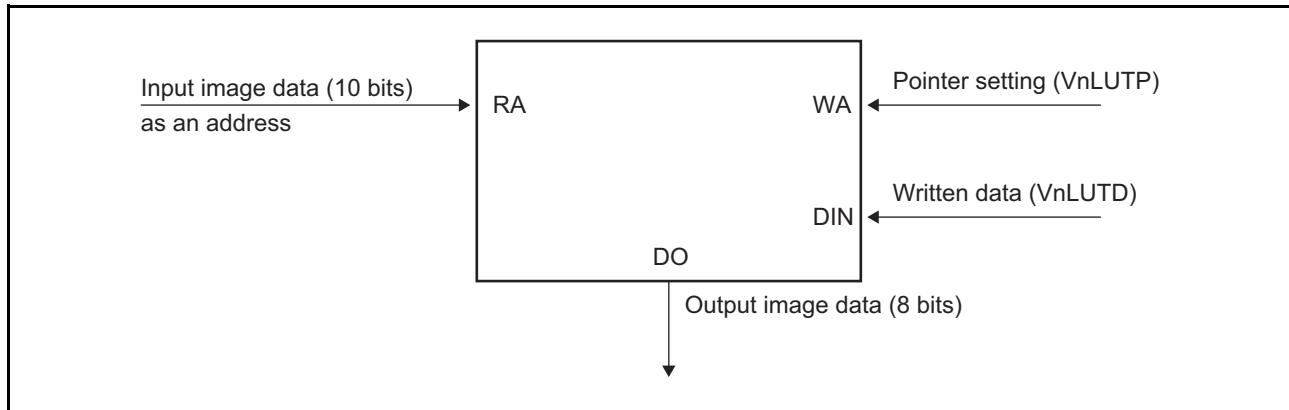 Input image data (10 bits)
as an address
RA
WA
Pointer setting (VnLUTP)
Written data (VnLUTD)
DIN
DO
Output image data (8 bits)